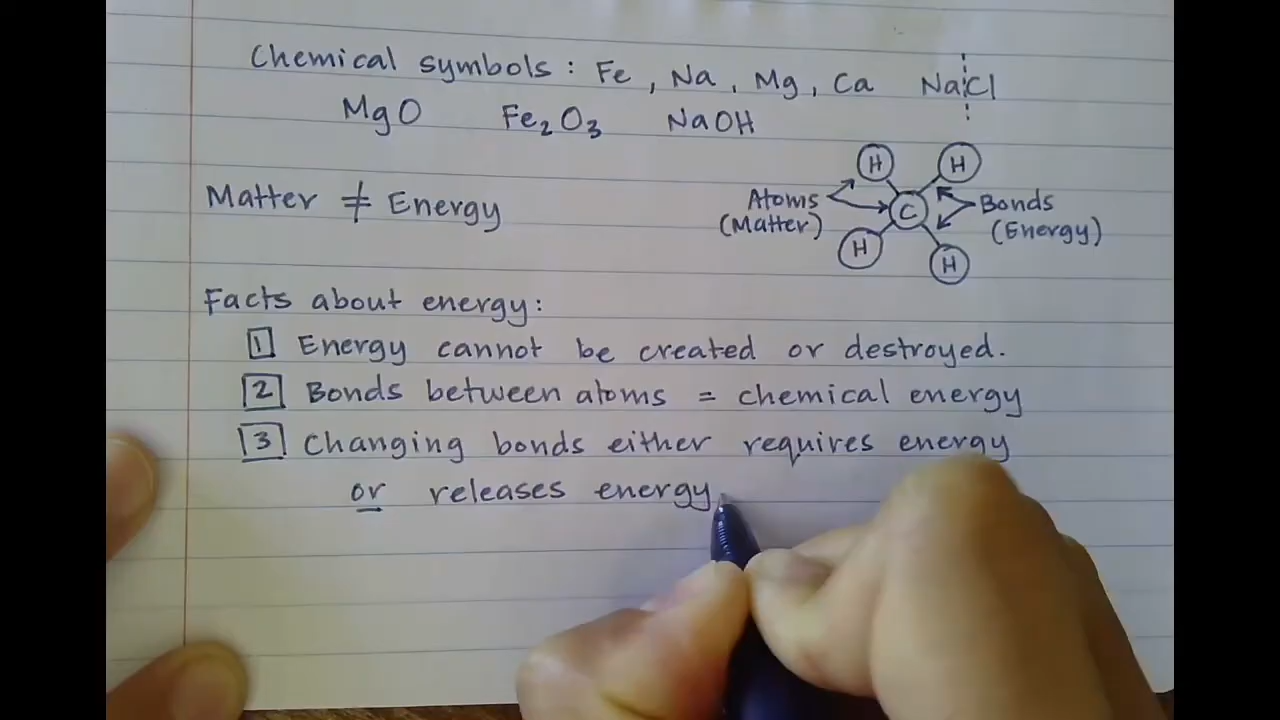 Chemical symbols : Fe , Na , Mg , Ca NaCl
MgO Fe₂O₃ NaOH
Matter ≠ Energy
H H
Atoms C Bonds
(Matter) (Energy)
H H
Facts about energy:
1 Energy cannot be created or destroyed.
2 Bonds between atoms = chemical energy
3 Changing bonds either requires energy
or releases energy